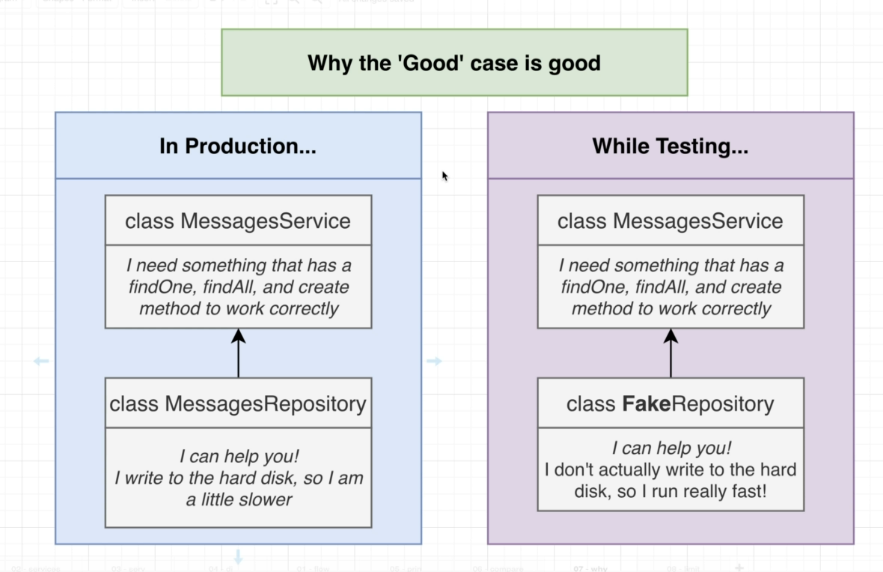 Why the 'Good' case is good
In Production...
class MessagesService
I need something that has a
findOne, findAll, and create
method to work correctly
class MessagesRepository
I can help you!
I write to the hard disk, so I am
a little slower
While Testing...
class MessagesService
I need something that has a
findOne, findAll, and create
method to work correctly
class FakeRepository
I can help you!
I don't actually write to the hard
disk, so I run really fast!
07 - why